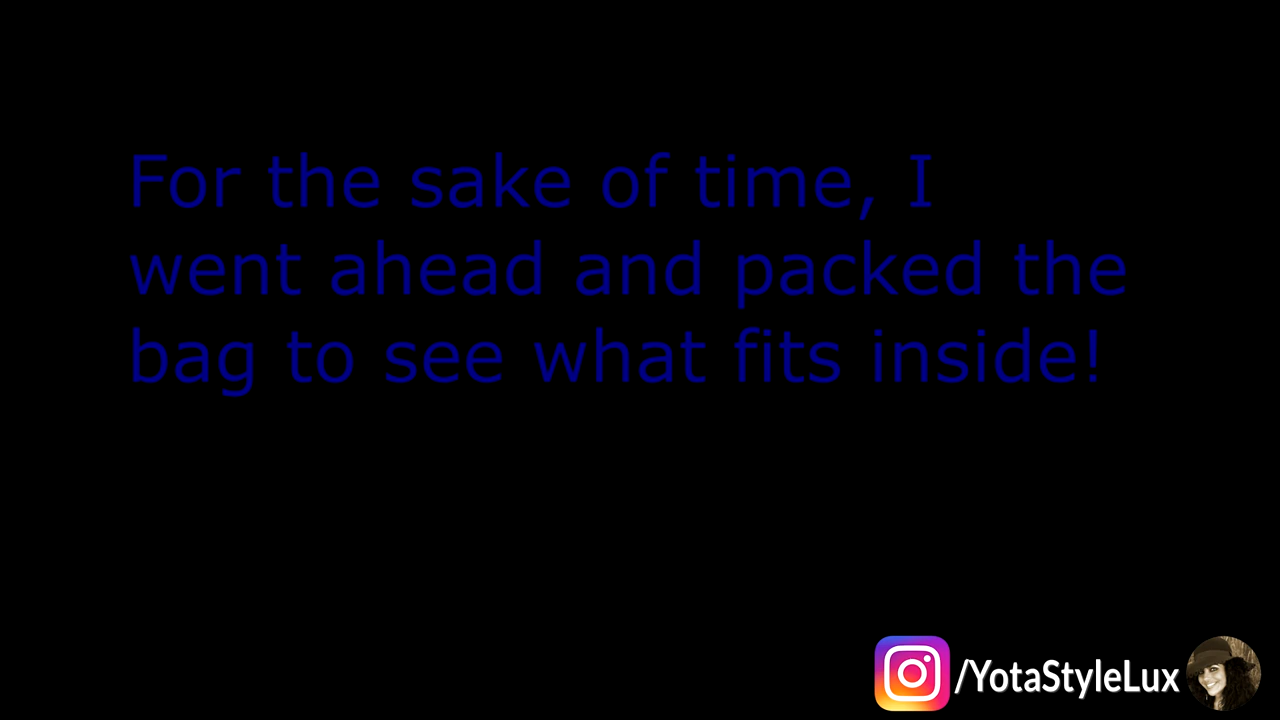 For the sake of time, I
went ahead and packed the
bag to see what fits inside!
/YotaStyleLux